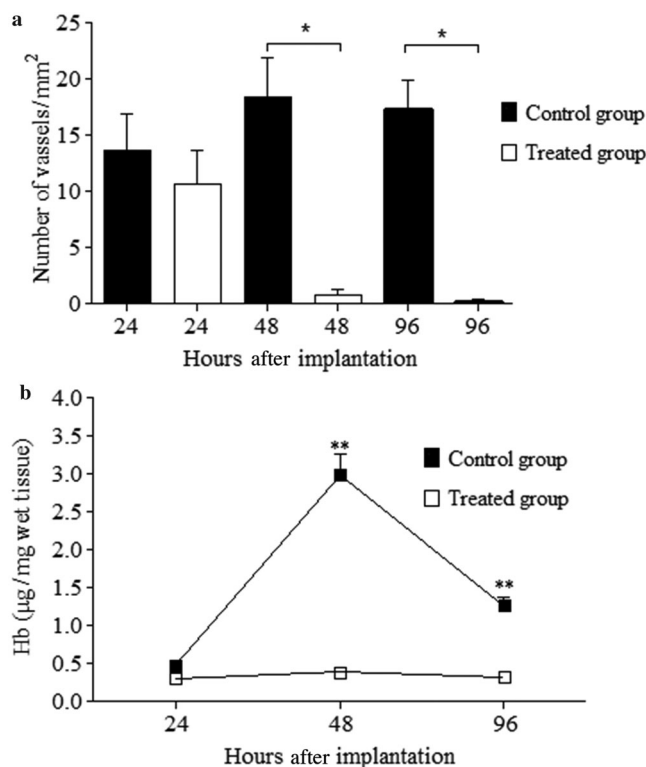 a
Number of vassels/mm²
25
20
15
10
5
0
* *
Control group
Treated group
24 24 48 48 96 96
Hours after implantation
b
Hb (µg/mg wet tissue)
4.0
3.5
3.0
2.5
2.0
1.5
1.0
0.5
0.0
**
**
Control group
Treated group
24 48 96
Hours after implantation